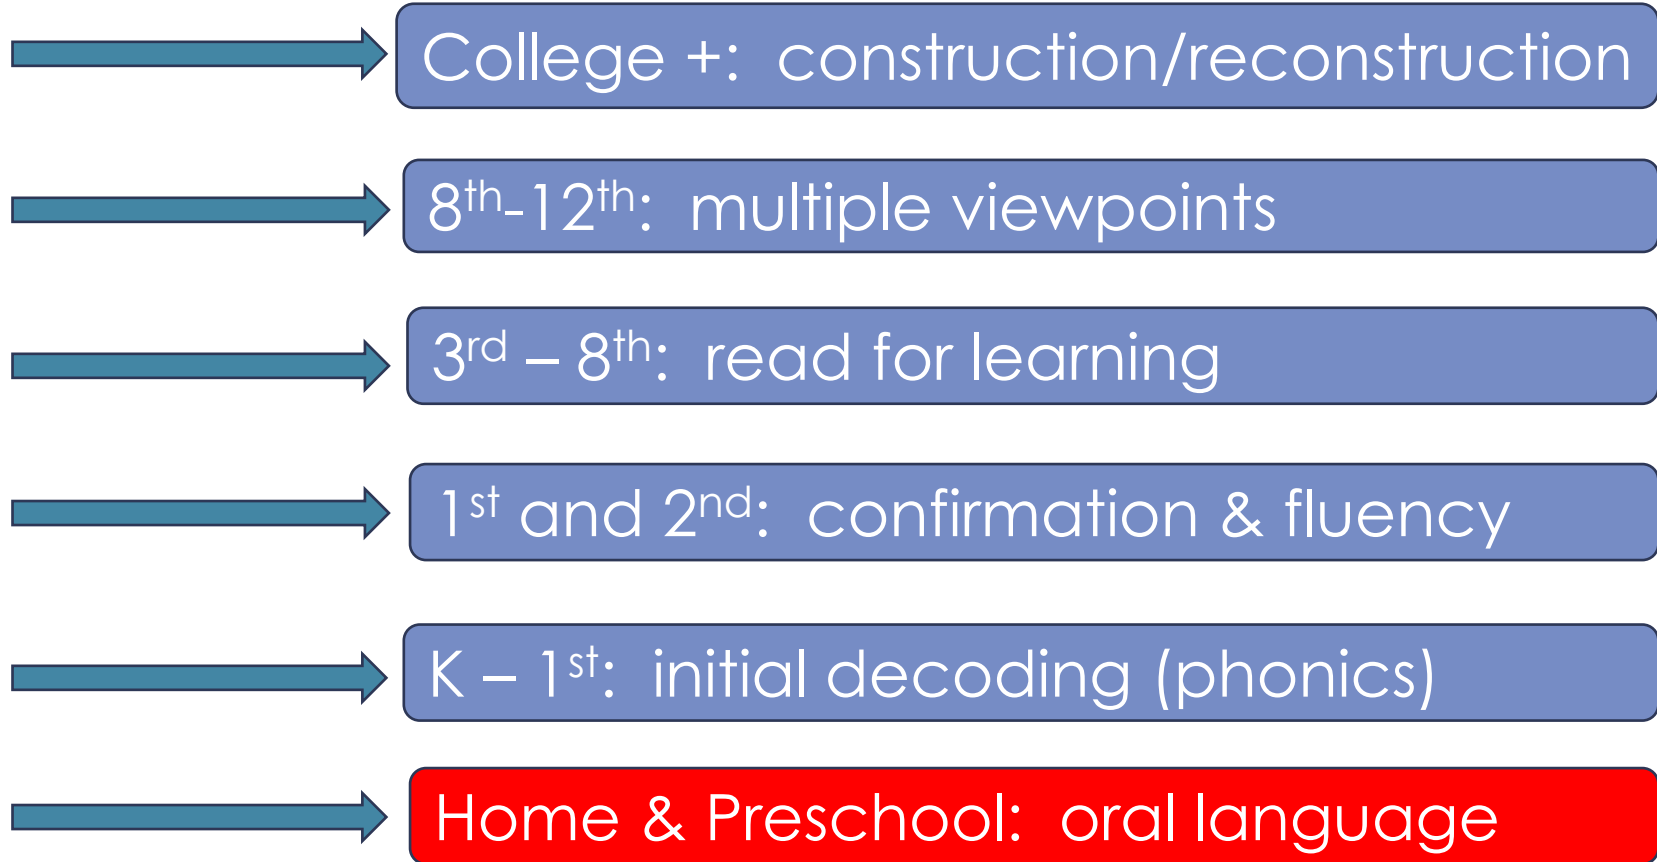 College +: construction/reconstruction
8th-12th: multiple viewpoints
3rd – 8th: read for learning
1st and 2nd: confirmation & fluency
K – 1st: initial decoding (phonics)
Home & Preschool: oral language